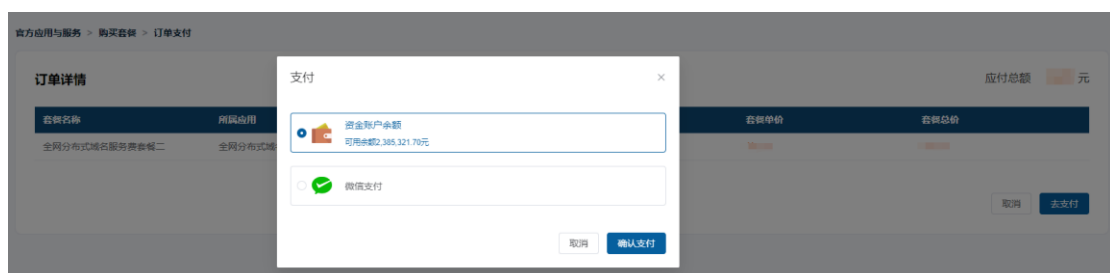 官方应用与服务 > 购买套餐 > 订单支付
订单详情
应付总额
元
套餐名称
所属应用
套餐单价
套餐总价
全网分布式域名服务费套餐二
全网分布式域
支付
×
资金账户余额
可用余额2,385,321.70元
微信支付
取消
确认支付
取消
去支付